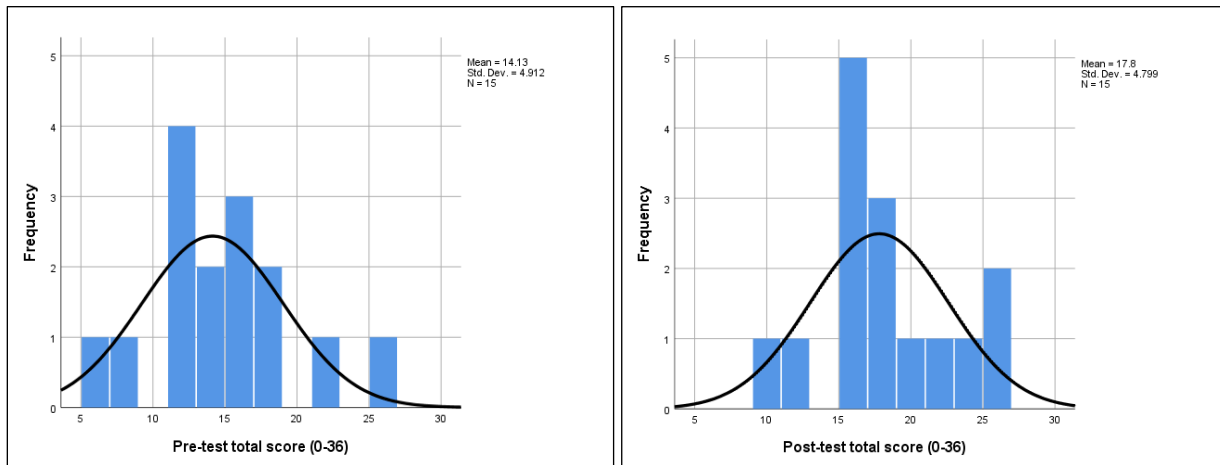 Mean = 14.13
Std. Dev. = 4.912
N = 15
5
4
3
2
1
0
Frequency
5 10 15 20 25 30
Pre-test total score (0-36)
Mean = 17.8
Std. Dev. = 4.799
N = 15
5
4
3
2
1
0
Frequency
5 10 15 20 25 30
Post-test total score (0-36)